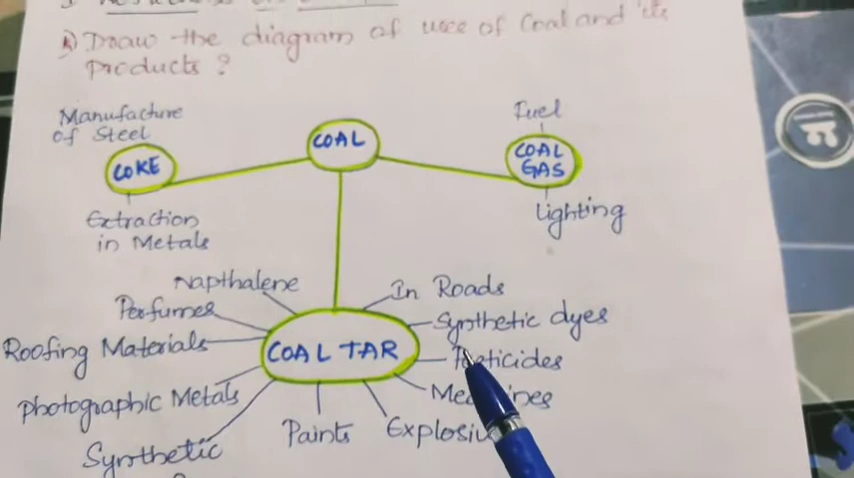 Draw the diagram of use of Coal and its
products ?
Manufacture
of Steel
COKE
Extraction
in Metals
COAL
Fuel
COAL
GAS
Lighting
Napthalene
Perfumes
Roofing Materials
Photographic Metals
Synthetic
COAL TAR
In Roads
Synthetic dyes
Pesticides
Paints